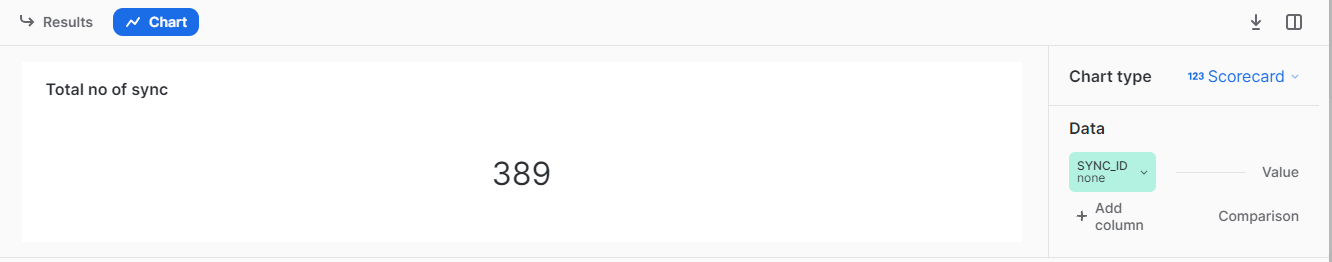 Results
Chart
Total no of sync
389
Chart type
123 Scorecard
Data
SYNC_ID
none
Value
+ Add
column
Comparison